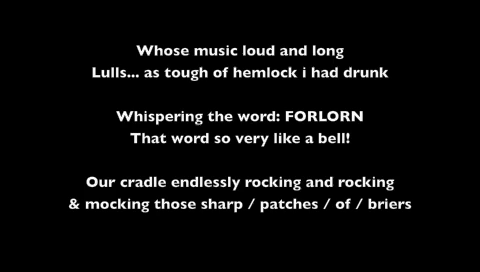 Whose music loud and long
Lulls... as tough of hemlock i had drunk
Whispering the word: FORLORN
That word so very like a bell!
Our cradle endlessly rocking and rocking
& mocking those sharp / patches / of / briers